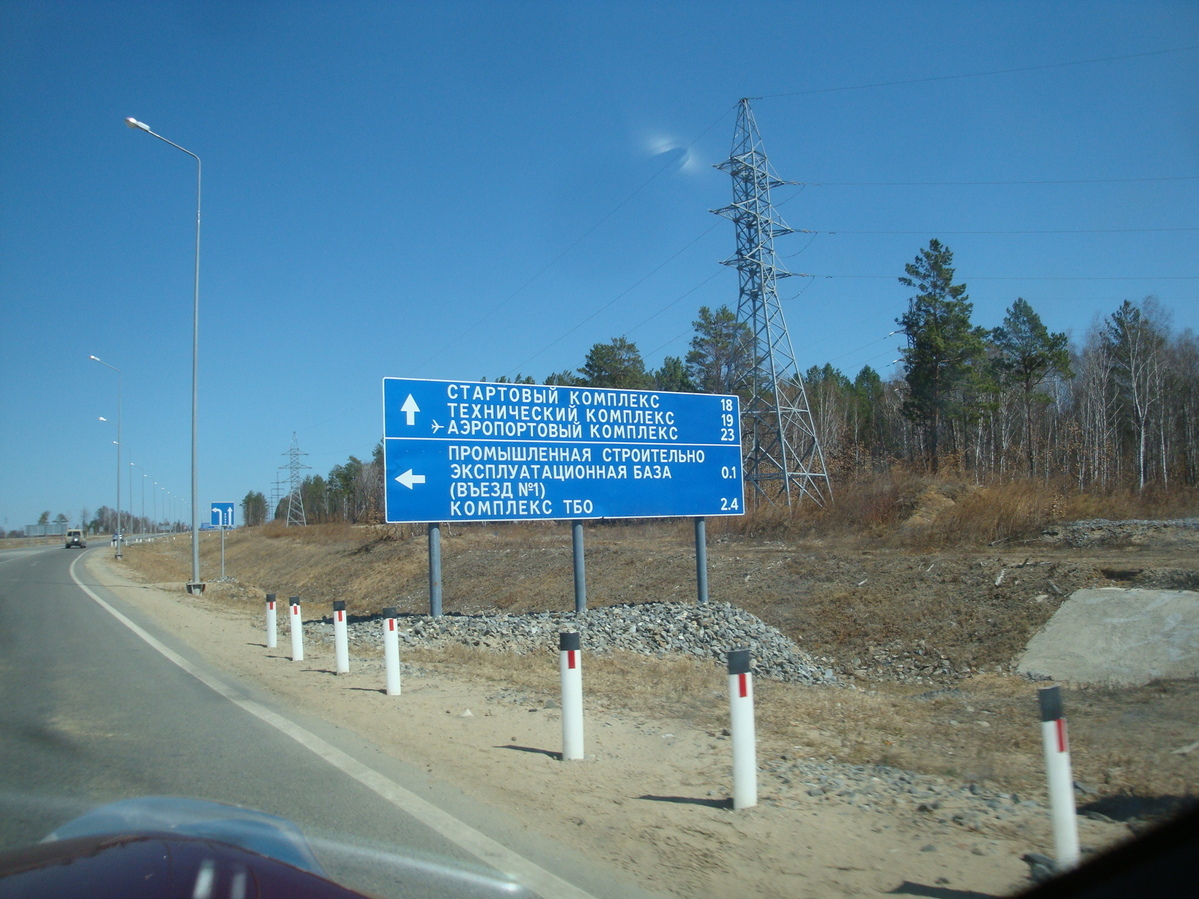 СТАРТОВЫЙ КОМПЛЕКС 18
ТЕХНИЧЕСКИЙ КОМПЛЕКС 19
АЭРОПОРТОВЫЙ КОМПЛЕКС 23
ПРОМЫШЛЕННАЯ СТРОИТЕЛЬНО
ЭКСПЛУАТАЦИОННАЯ БАЗА 0.1
(ВЪЕЗД №1)
КОМПЛЕКС ТБО 2.4